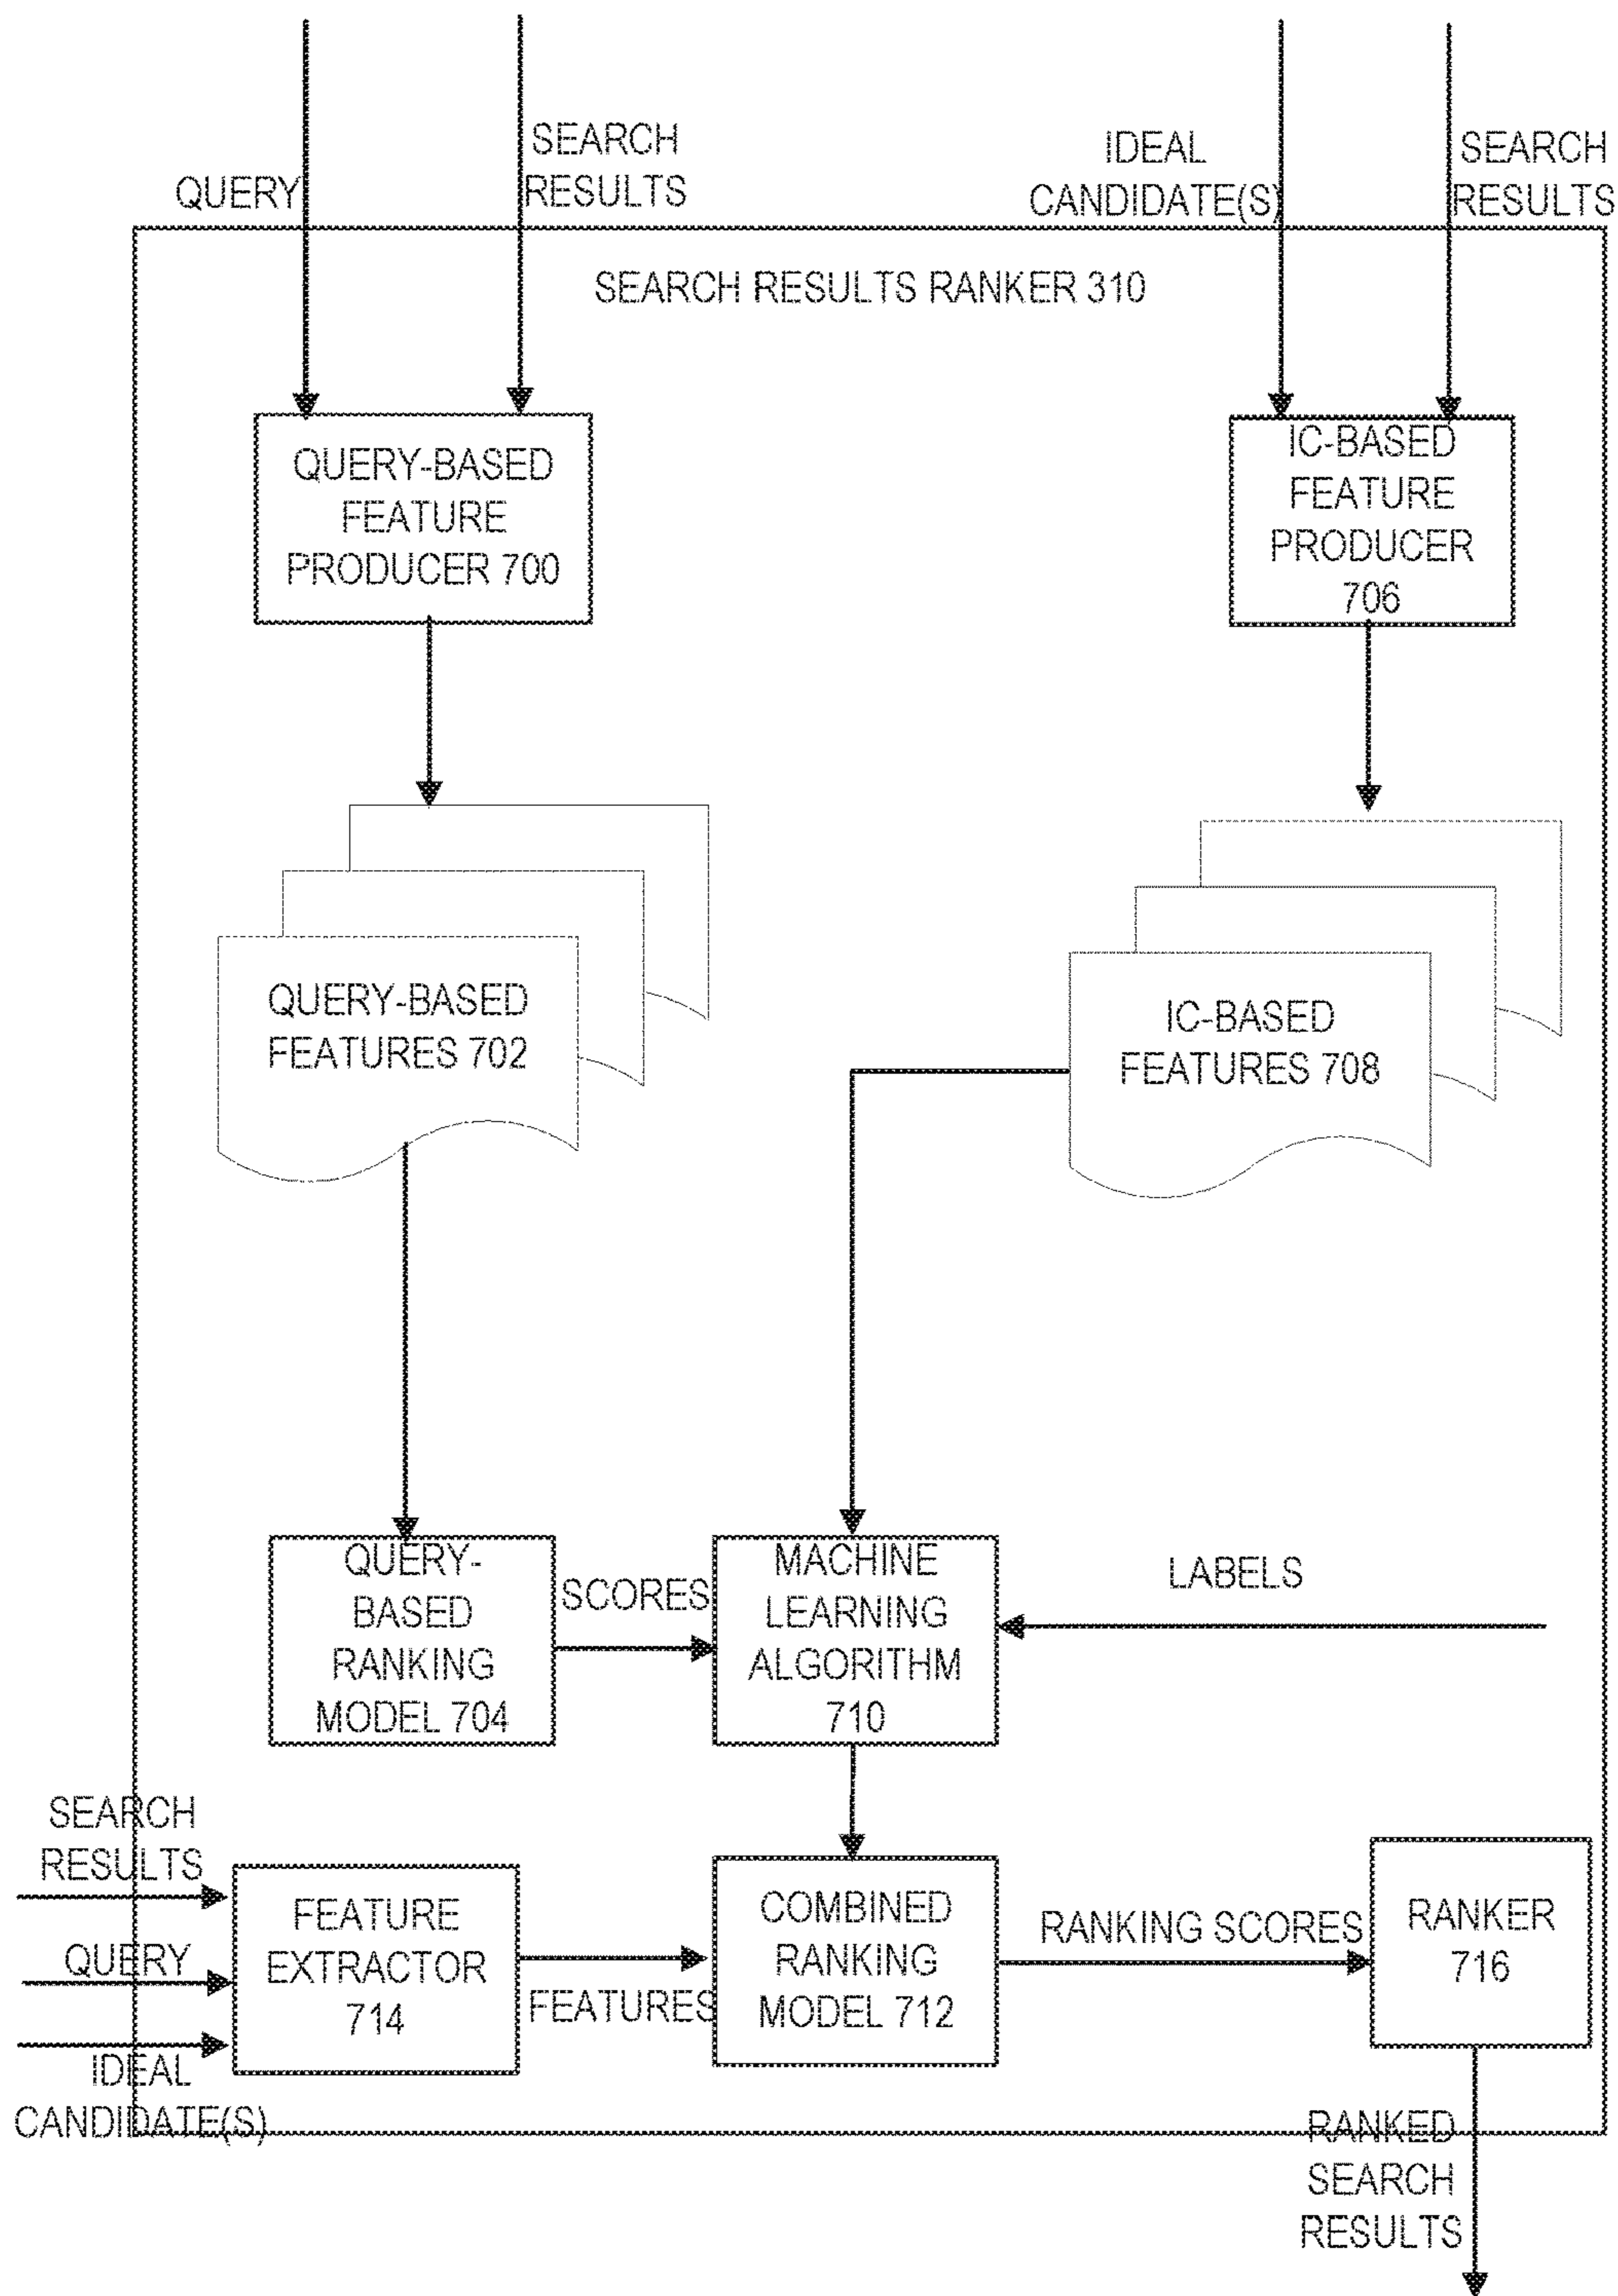 SEARCH
RESULTS
QUERY
IDEAL
CANDIDATE(S)
SEARCH
RESULTS
SEARCH RESULTS RANKER 310
QUERY-BASED
FEATURE
PRODUCER 700
IC-BASED
FEATURE
PRODUCER
706
QUERY-BASED
FEATURES 702
IC-BASED
FEATURES 708
QUERY-
BASED
RANKING
MODEL 704
SCORES
MACHINE
LEARNING
ALGORITHM
710
LABELS
SEARCH
RESULTS
QUERY
IDEAL
CANDIDATE(S)
FEATURE
EXTRACTOR
714
FEATURES
COMBINED
RANKING
MODEL 712
RANKING SCORES
RANKER
716
RANKED
SEARCH
RESULTS